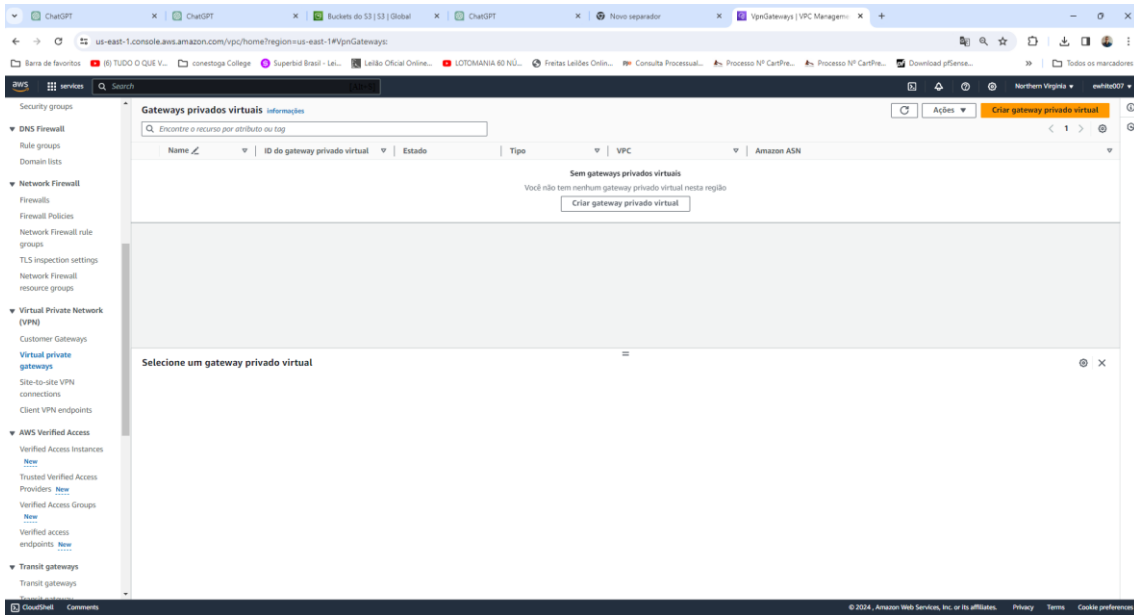 ChatGPT
ChatGPT
Buckets do S3 | S3 | Global
ChatGPT
Novo separador
VpnGateways | VPC Manageme
us-east-1.console.aws.amazon.com/vpc/home?region=us-east-1#VpnGateways:
Barra de favoritos
(6) TUDO O QUE V...
conestoga College
Superbid Brasil - Lei...
Leilão Oficial Online...
LOTOMANIA 60 NÚ...
Freitas Leilões Onlin...
Consulta Processual...
Processo Nº CartPre...
Processo Nº CartPre...
Download pfSense...
»
Todos os marcadores
aws
services
Search
Northern Virginia
ewhite007
Security groups
DNS Firewall
Rule groups
Domain lists
Network Firewall
Firewalls
Firewall Policies
Network Firewall rule
groups
TLS inspection settings
Network Firewall
resource groups
Virtual Private Network
(VPN)
Customer Gateways
Virtual private
gateways
Site-to-site VPN
connections
Client VPN endpoints
AWS Verified Access
Verified Access Instances
New
Trusted Verified Access
Providers New
Verified Access Groups
New
Verified access
endpoints New
Transit gateways
Transit gateways
Gateways privados virtuais informações
Ações
Criar gateway privado virtual
Encontre o recurso por atributo ou tag
1
Name
ID do gateway privado virtual
Estado
Tipo
VPC
Amazon ASN
Sem gateways privados virtuais
Você não tem nenhum gateway privado virtual nesta região
Criar gateway privado virtual
Selecione um gateway privado virtual
CloudShell
Comments
© 2024 , Amazon Web Services, Inc. or its affiliates.
Privacy
Terms
Cookie preferences